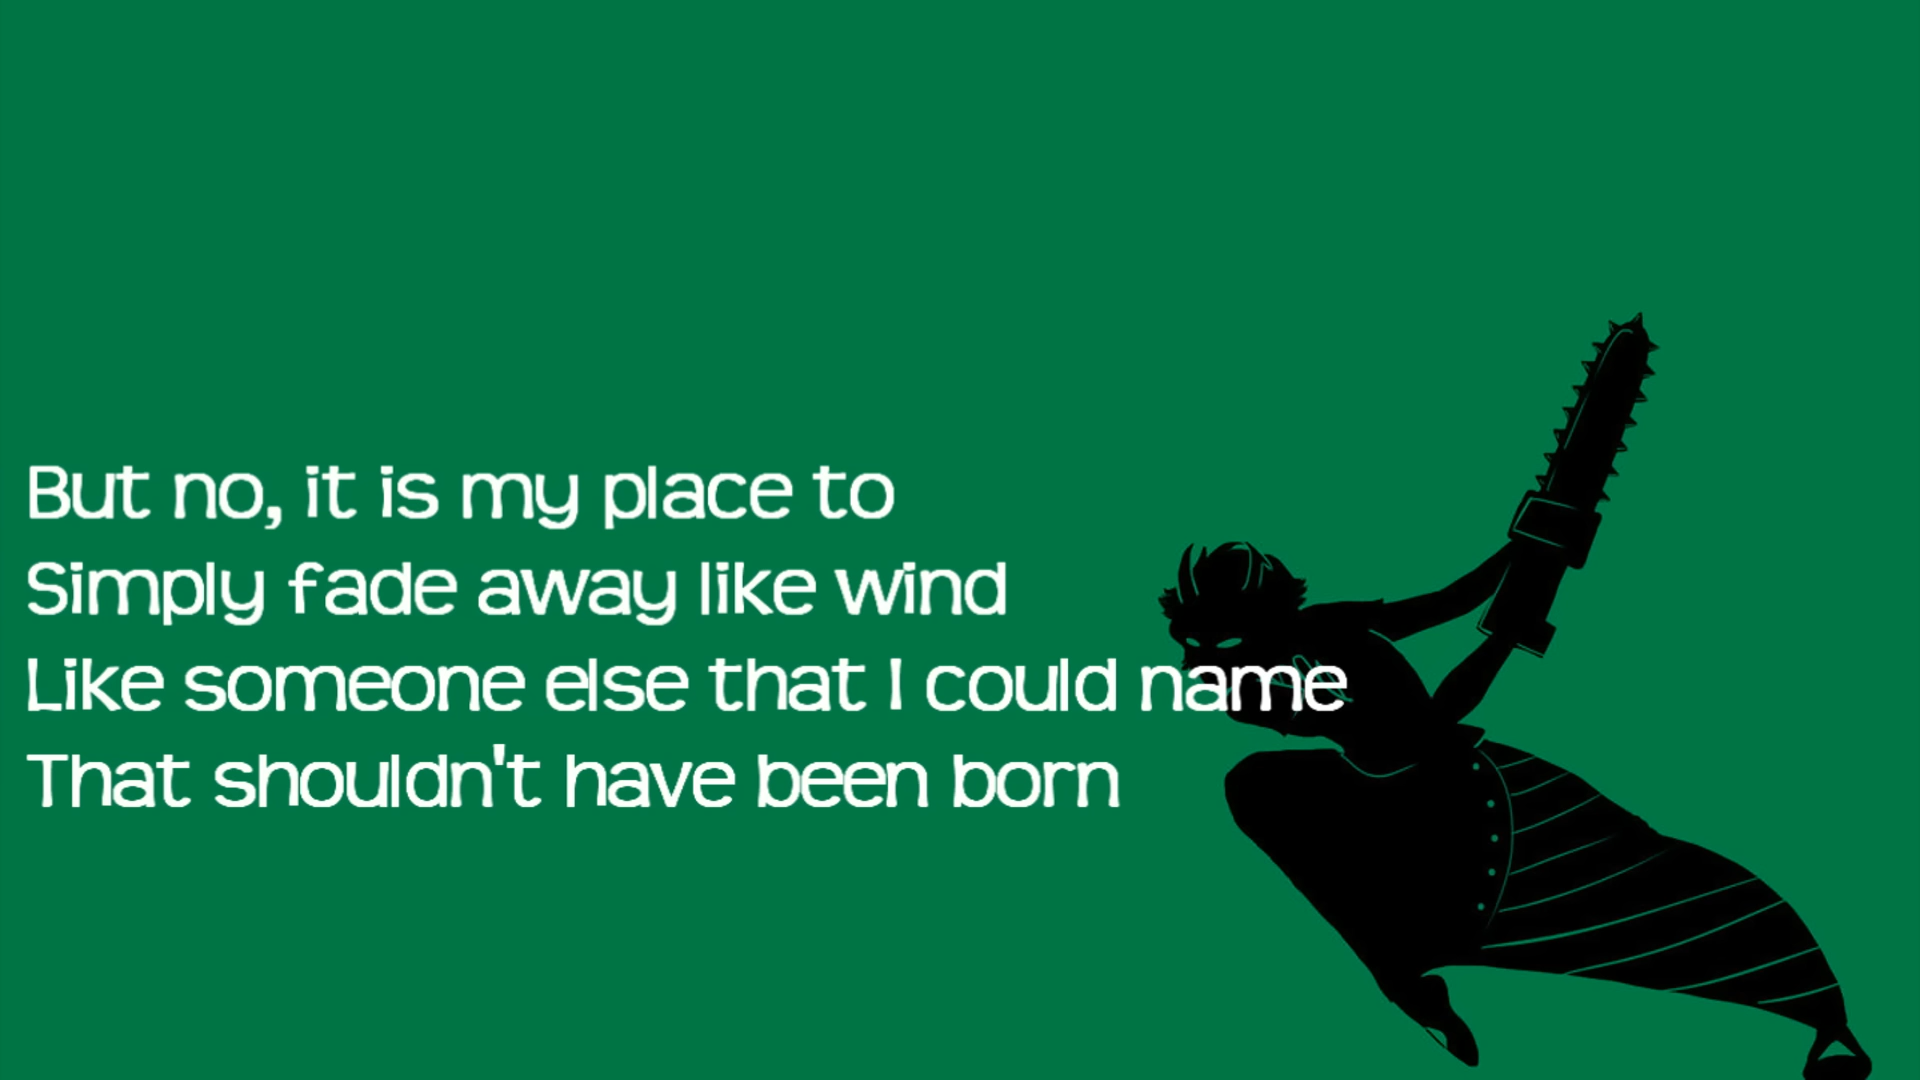 But no, it is my place to
Simply fade away like wind
Like someone else that I could name
That shouldn't have been born